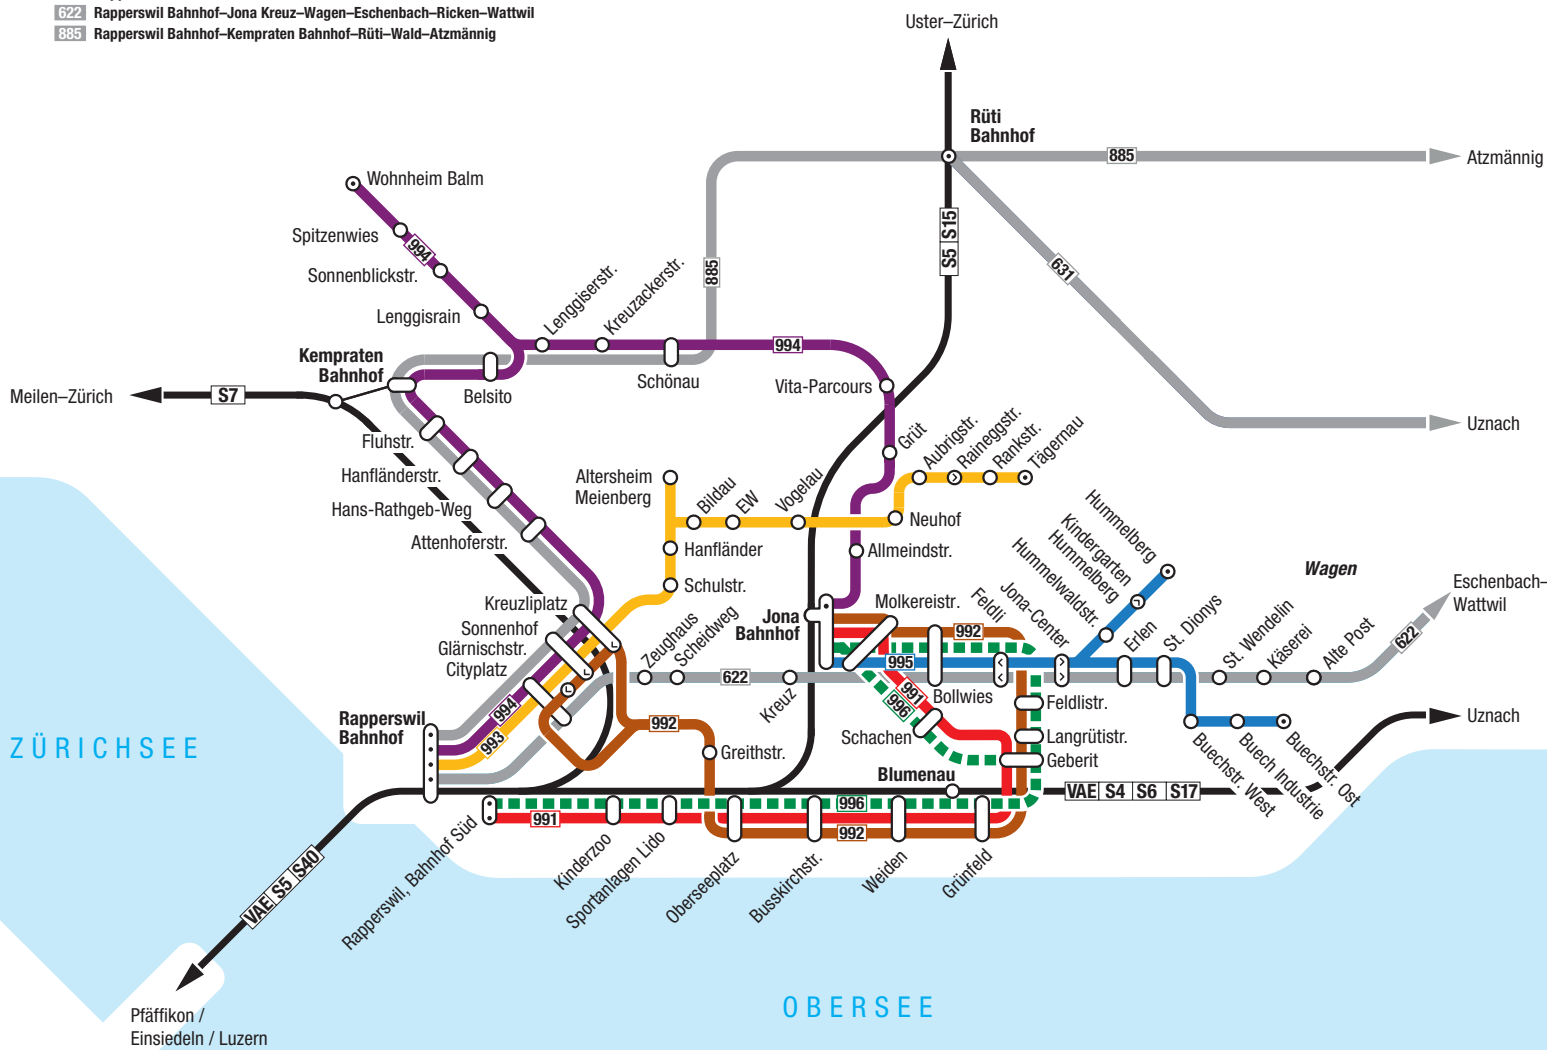 622 Rapperswil Bahnhof–Jona Kreuz–Wagen–Eschenbach–Ricken–Wattwil
885 Rapperswil Bahnhof–Kempraten Bahnhof–Rüti–Wald–Atzmännig
Uster–Zürich
Rüti
Bahnhof
885
Atzmännig
Wohnheim Balm
Spitzenwies
994
Sonnenblickstr.
Lenggisrain
Lenggiserstr.
Kreuzackerstr.
885
S5 S15
631
Kempraten
Bahnhof
994
Schönau
Belsito
Vita-Parcours
Meilen–Zürich
S7
Uznach
Fluhstr.
Hanfländerstr.
Hans-Rathgeb-Weg
Attenhoferstr.
Grüt
Aubrigstr.
Raineggstr.
Rankstr.
Tägernau
Altersheim
Meienberg
Bildau
EW
Vogelau
Neuhof
Hanfländer
Allmeindstr.
Schulstr.
Hummelberg
Kindergarten
Hummelberg
Hummelwaldstr.
Wagen
Eschenbach–
Wattwil
Kreuzliplatz
Sonnenhof
Glärnischstr.
Cityplatz
Zeughaus
Scheidweg
Jona
Bahnhof
Molkereistr.
Feldli
Jona-Center
992
Erlen
St. Dionys
St. Wendelin
Käserei
Alte Post
622
995
622
Kreuz
991
996
Bollwies
Feldlistr.
994
993
Rapperswil
Bahnhof
992
Greithstr.
Schachen
Langrütistr.
Geberit
Buechstr. West
Buech Industrie
Buechstr. Ost
Uznach
ZÜRICHSEE
Blumenau
VAE S4 S6 S17
996
991
992
Rapperswil, Bahnhof Süd
Kinderzoo
Sportanlagen Lido
Oberseeplatz
Busskirchstr.
Weiden
Grünfeld
VAE S5 S40
OBERSEE
Pfäffikon /
Einsiedeln / Luzern